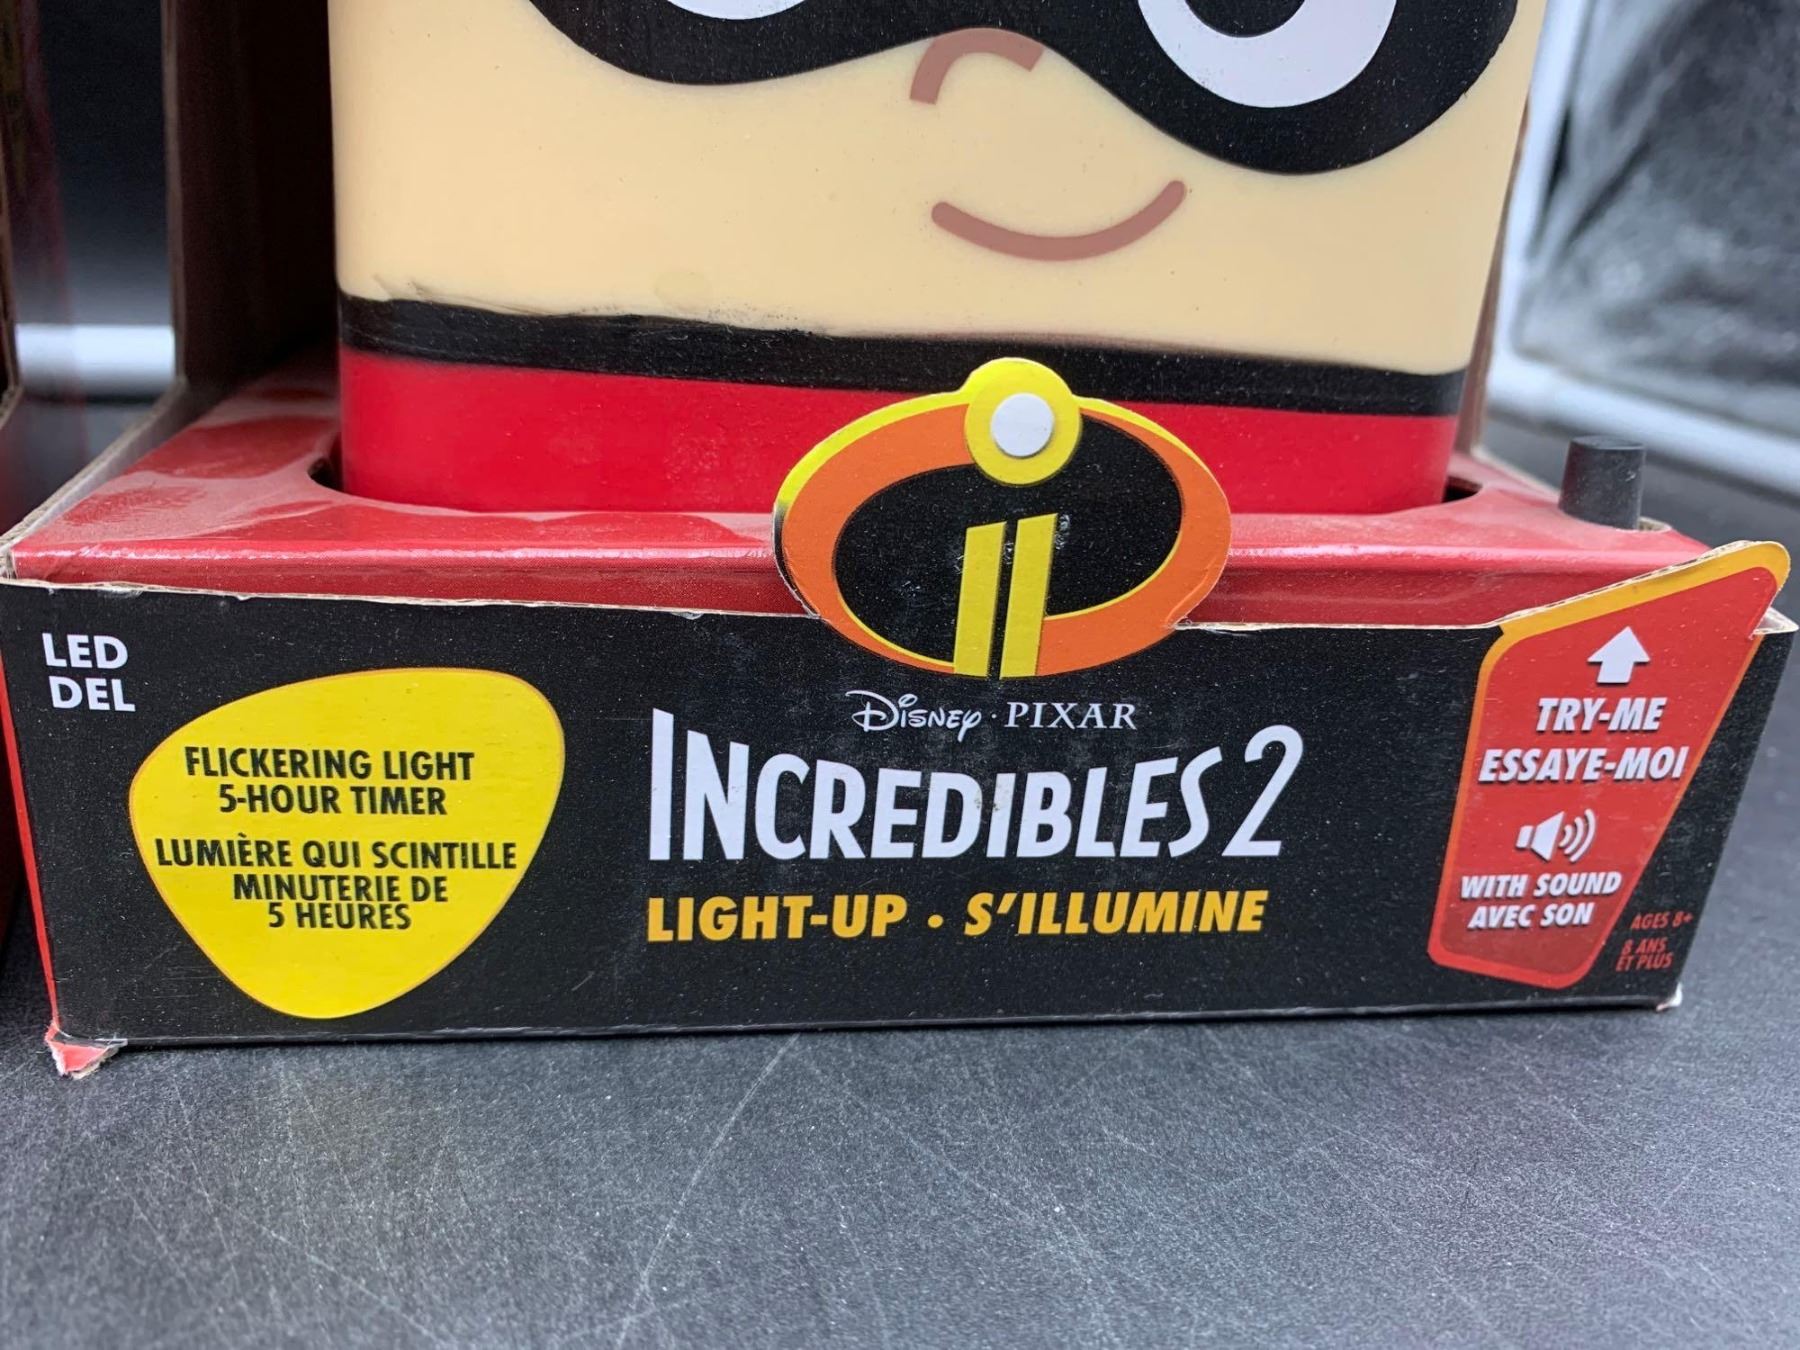 LED
DEL
FLICKERING LIGHT
5-HOUR TIMER
LUMIÈRE QUI SCINTILLE
MINUTERIE DE
5 HEURES
DISNEY · PIXAR
INCREDIBLES 2
LIGHT-UP • S'ILLUMINE
TRY-ME
ESSAYE-MOI
WITH SOUND
AVEC SON
AGES 8+
8 ANS
ET PLUS